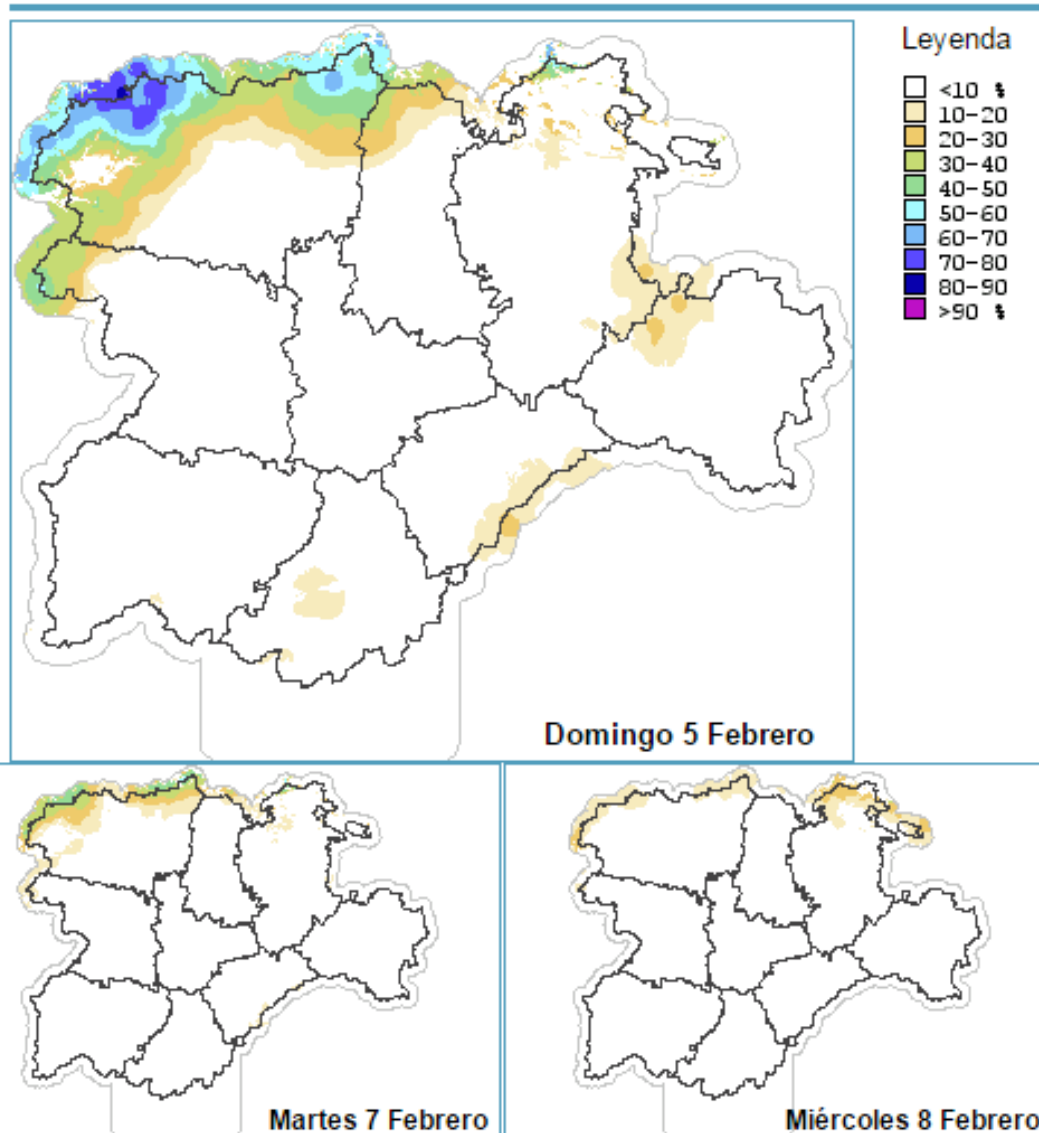 Leyenda
<10 %
10-20
20-30
30-40
40-50
50-60
60-70
70-80
80-90
>90 %
Domingo 5 Febrero
Martes 7 Febrero
Miércoles 8 Febrero